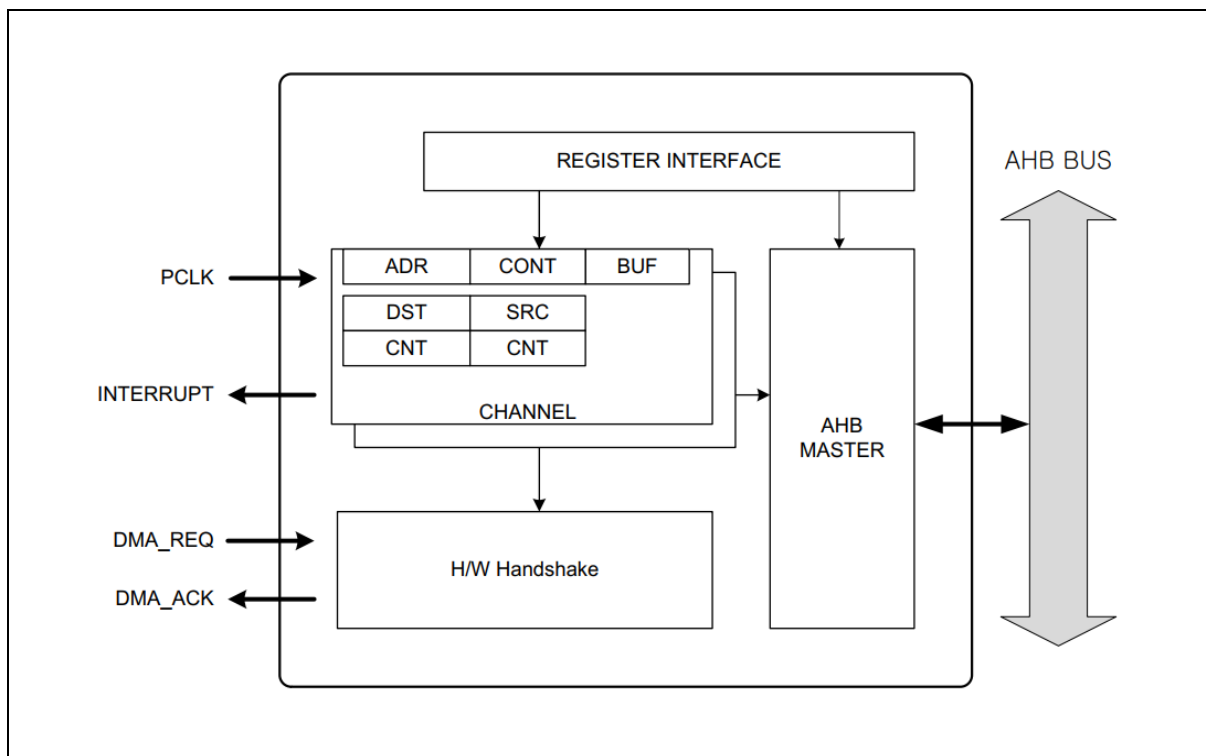 REGISTER INTERFACE
AHB BUS
PCLK
ADR
CONT
BUF
DST
SRC
CNT
CNT
INTERRUPT
CHANNEL
AHB
MASTER
DMA_REQ
H/W Handshake
DMA_ACK